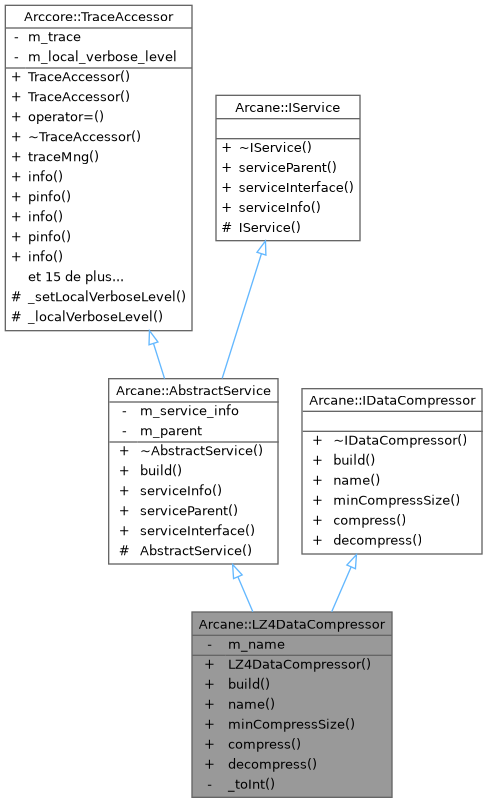 Arccore::TraceAccessor
- m_trace
- m_local_verbose_level
+ TraceAccessor()
+ TraceAccessor()
+ operator=()
+ ~TraceAccessor()
+ traceMng()
+ info()
+ pinfo()
+ info()
+ pinfo()
+ info()
et 15 de plus...
# _setLocalVerboseLevel()
# _localVerboseLevel()
Arcane::IService
+ ~IService()
+ serviceParent()
+ serviceInterface()
+ serviceInfo()
# IService()
Arcane::AbstractService
- m_service_info
- m_parent
+ ~AbstractService()
+ build()
+ serviceInfo()
+ serviceParent()
+ serviceInterface()
# AbstractService()
Arcane::IDataCompressor
+ ~IDataCompressor()
+ build()
+ name()
+ minCompressSize()
+ compress()
+ decompress()
Arcane::LZ4DataCompressor
- m_name
+ LZ4DataCompressor()
+ build()
+ name()
+ minCompressSize()
+ compress()
+ decompress()
- _toInt()